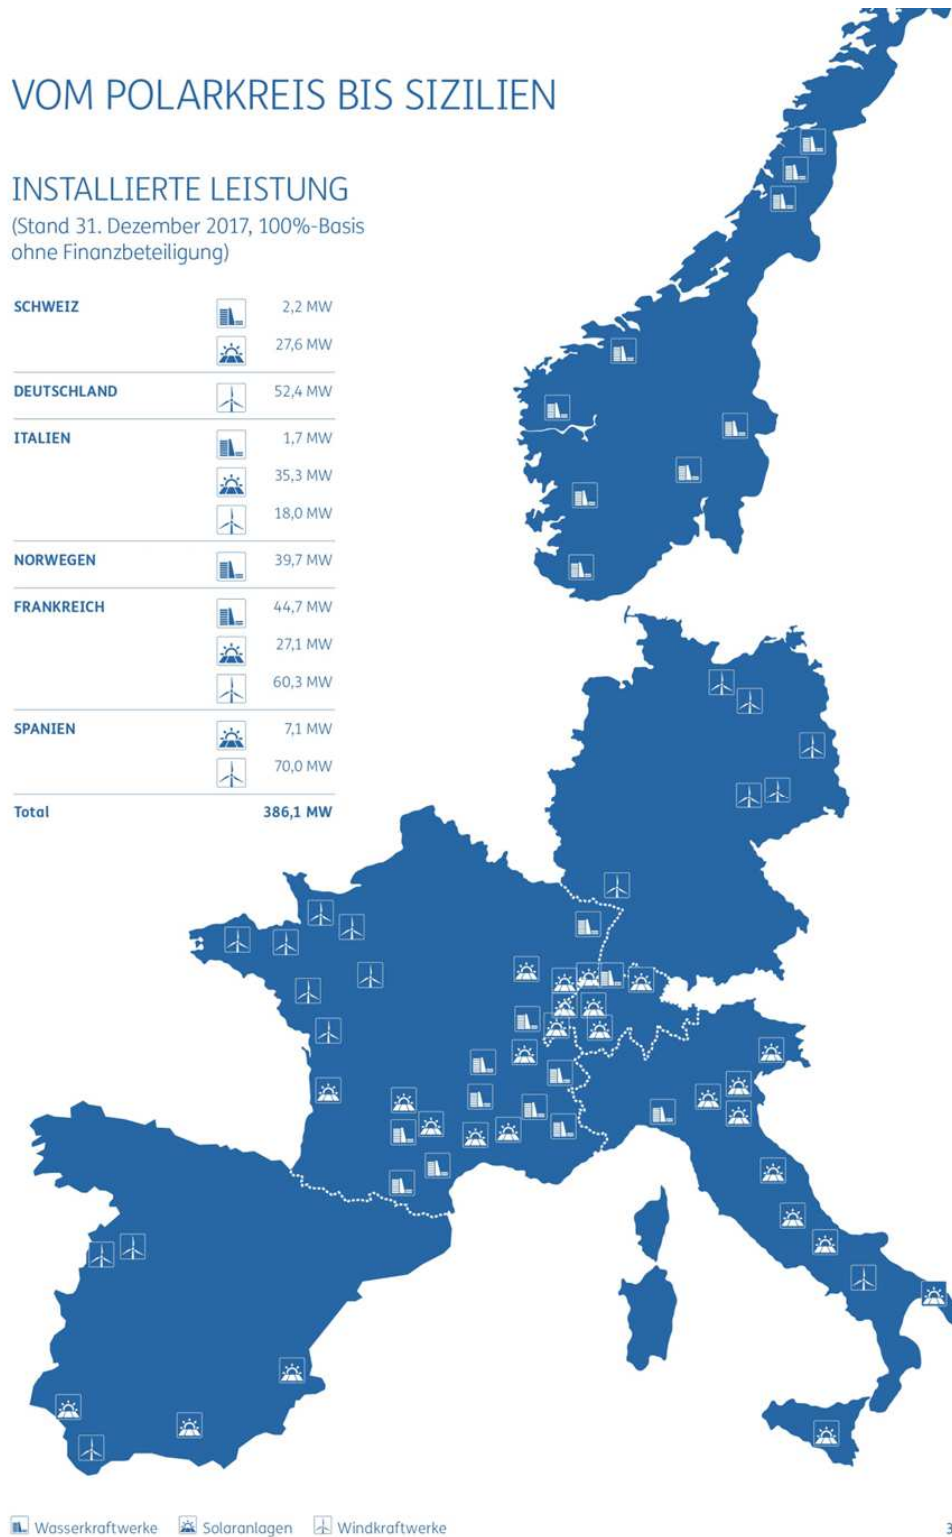 VOM POLARKREIS BIS SIZILIEN
INSTALLIERTE LEISTUNG
(Stand 31. Dezember 2017, 100%-Basis
ohne Finanzbeteiligung)
SCHWEIZ 2,2 MW
27,6 MW
DEUTSCHLAND 52,4 MW
ITALIEN 1,7 MW
35,3 MW
18,0 MW
NORWEGEN 39,7 MW
FRANKREICH 44,7 MW
27,1 MW
60,3 MW
SPANIEN 7,1 MW
70,0 MW
Total 386,1 MW
Wasserkraftwerke Solaranlagen Windkraftwerke
3